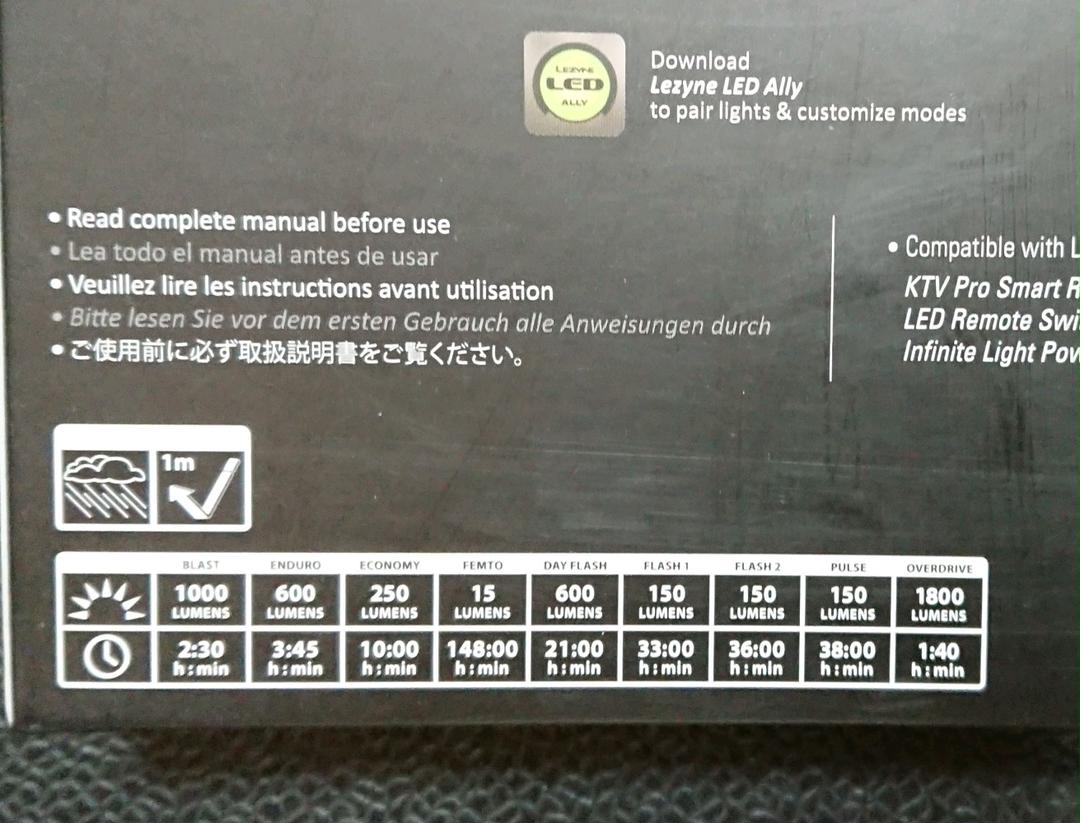 LEZYNE
LED
ALLY
Download
Lezyne LED Ally
to pair lights & customize modes
• Read complete manual before use
• Lea todo el manual antes de usar
• Veuillez lire les instructions avant utilisation
• Bitte lesen Sie vor dem ersten Gebrauch alle Anweisungen durch
• ご使用前に必ず取扱説明書をご覧ください。
• Compatible with
KTV Pro Smart
LED Remote
Infinite Light
1m
BLAST ENDURO ECONOMY FEMTO DAY FLASH FLASH 1 FLASH 2 PULSE OVERDRIVE
1000 600 250 15 600 150 150 150 1800
LUMENS LUMENS LUMENS LUMENS LUMENS LUMENS LUMENS LUMENS LUMENS
2:30 3:45 10:00 148:00 21:00 33:00 36:00 38:00 1:40
h:min h:min h:min h:min h:min h:min h:min h:min h:min